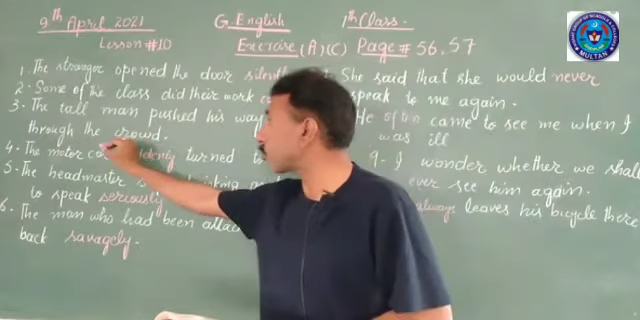 9th April 2021 G. English 7th Class.
Lesson #10 Exercise (A)(C) Page # 56,57
1. The stranger opened the door She said that she would never
2. Some of the class did their work speak to me again.
3. The tall man pushed his way often came to see me when I
through the crowd. was ill
4. The motor turned 9- I wonder whether we shall
5. The headmaster ever see him again.
to speak seriously always leaves his bicycle there
6. The man who had been
back savagely.
MULTAN